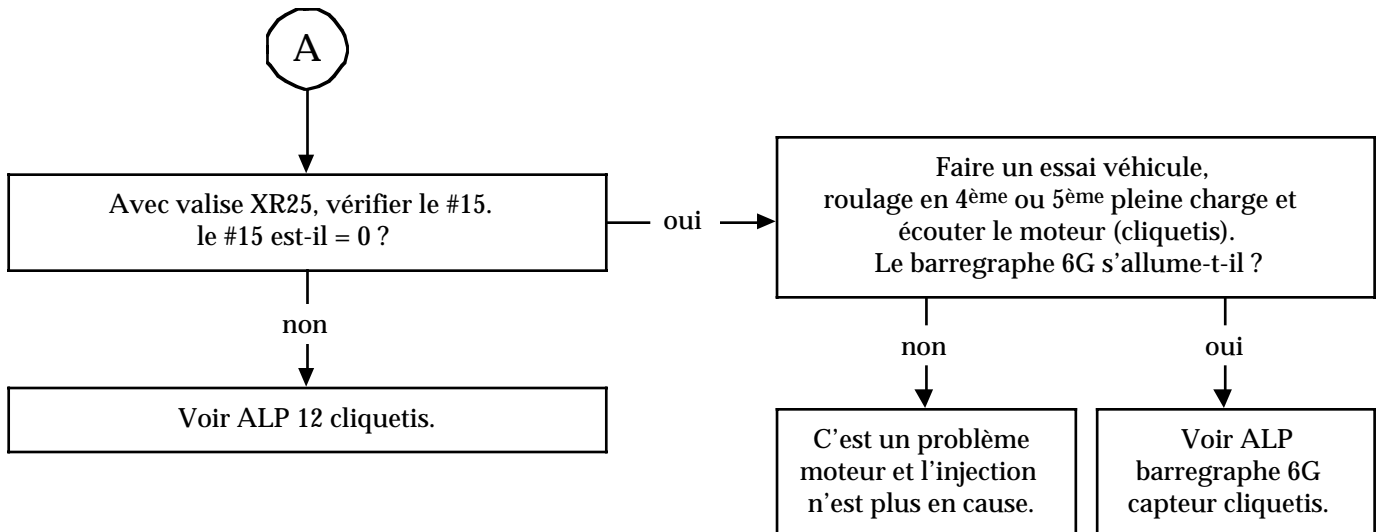 A
Avec valise XR25, vérifier le #15.
le #15 est-il = 0 ?
oui
Faire un essai véhicule,
roulage en 4ème ou 5ème pleine charge et
écouter le moteur (cliquetis).
Le barregraphe 6G s’allume-t-il ?
non
Voir ALP 12 cliquetis.
non
oui
C’est un problème
moteur et l’injection
n’est plus en cause.
Voir ALP
barregraphe 6G
capteur cliquetis.